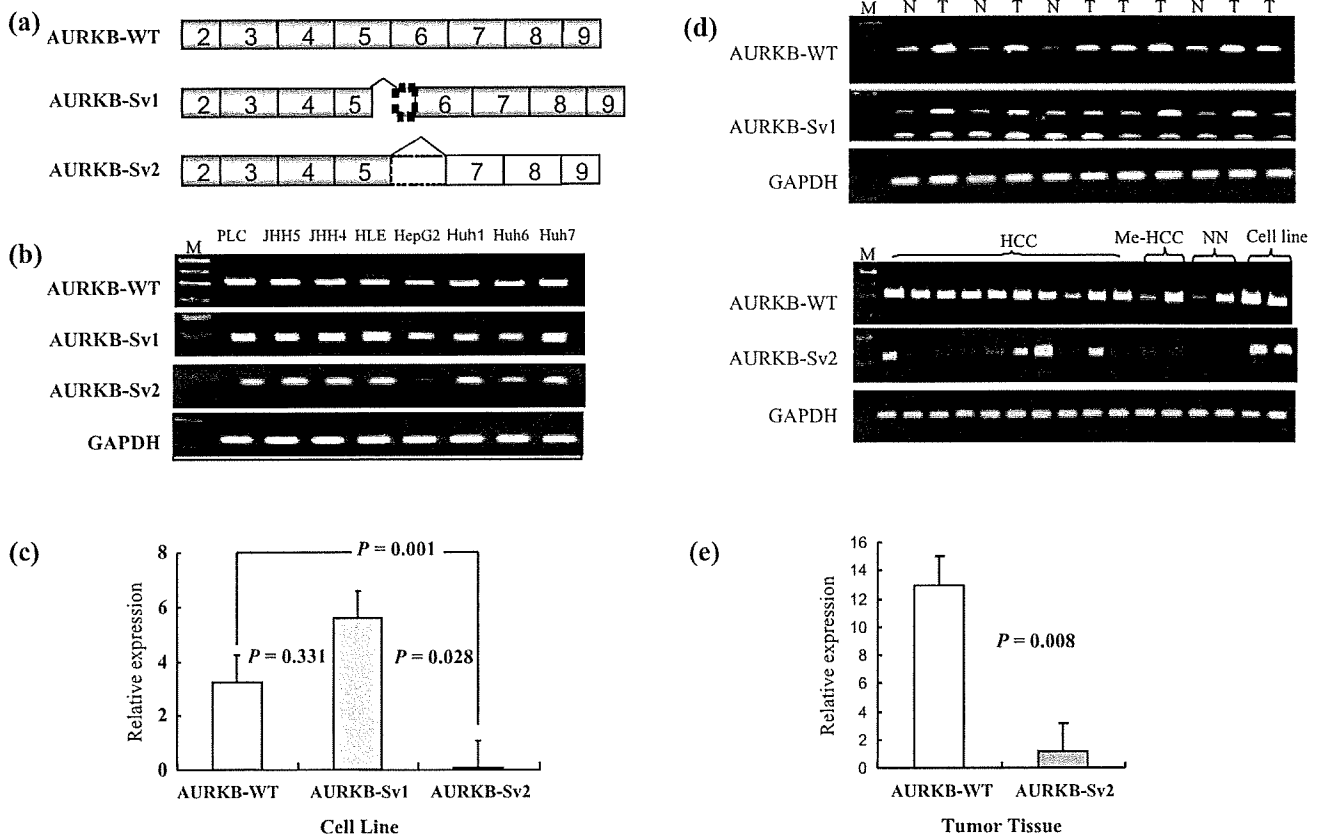 (a)
AURKB-WT 2 3 4 5 6 7 8 9
AURKB-Sv1 2 3 4 5 6 7 8 9
AURKB-Sv2 2 3 4 5 7 8 9
(b)
M PLC JHH5 JHH4 HLE HepG2 Huh1 Huh6 Huh7
AURKB-WT
AURKB-Sv1
AURKB-Sv2
GAPDH
(c)
Relative expression
8
6
4
2
0
P = 0.001
P = 0.331
P = 0.028
AURKB-WT AURKB-Sv1 AURKB-Sv2
Cell Line
(d)
M N T N T N T T T N T T
AURKB-WT
AURKB-Sv1
GAPDH
M HCC Me-HCC NN Cell line
AURKB-WT
AURKB-Sv2
GAPDH
(e)
Relative expression
16
14
12
10
8
6
4
2
0
P = 0.008
AURKB-WT AURKB-Sv2
Tumor Tissue